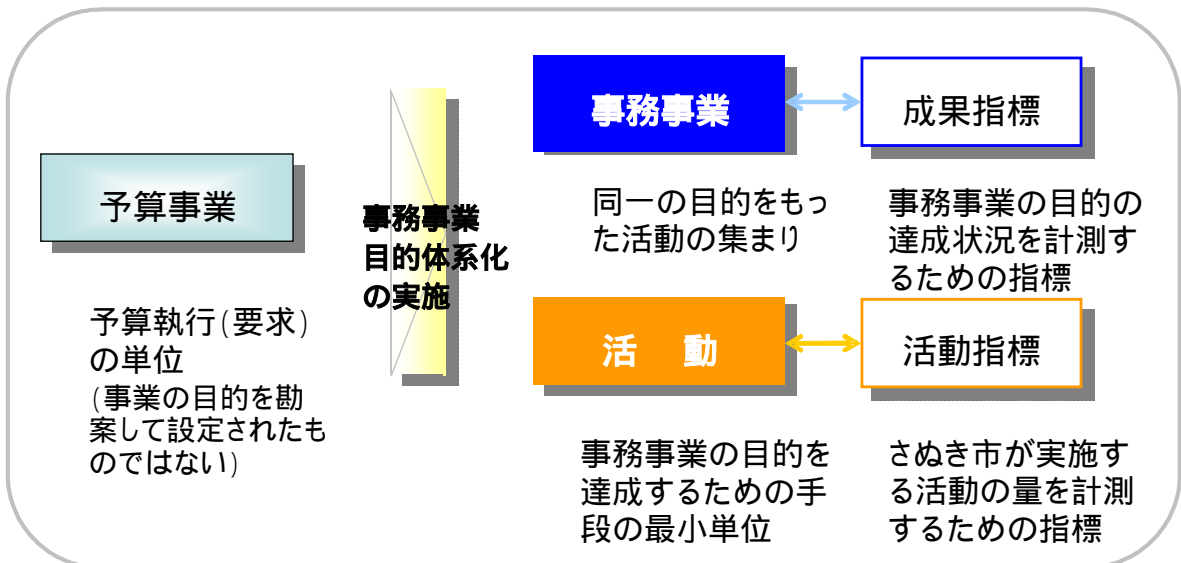 予算事業
予算執行(要求)
の単位
(事業の目的を勘
案して設定されたも
のではない)
事務事業
目的体系化
の実施
事務事業
成果指標
同一の目的をもっ
た活動の集まり
事務事業の目的の
達成状況を計測す
るための指標
活 動
活動指標
事務事業の目的を
達成するための手
段の最小単位
さぬき市が実施す
る活動の量を計測
するための指標